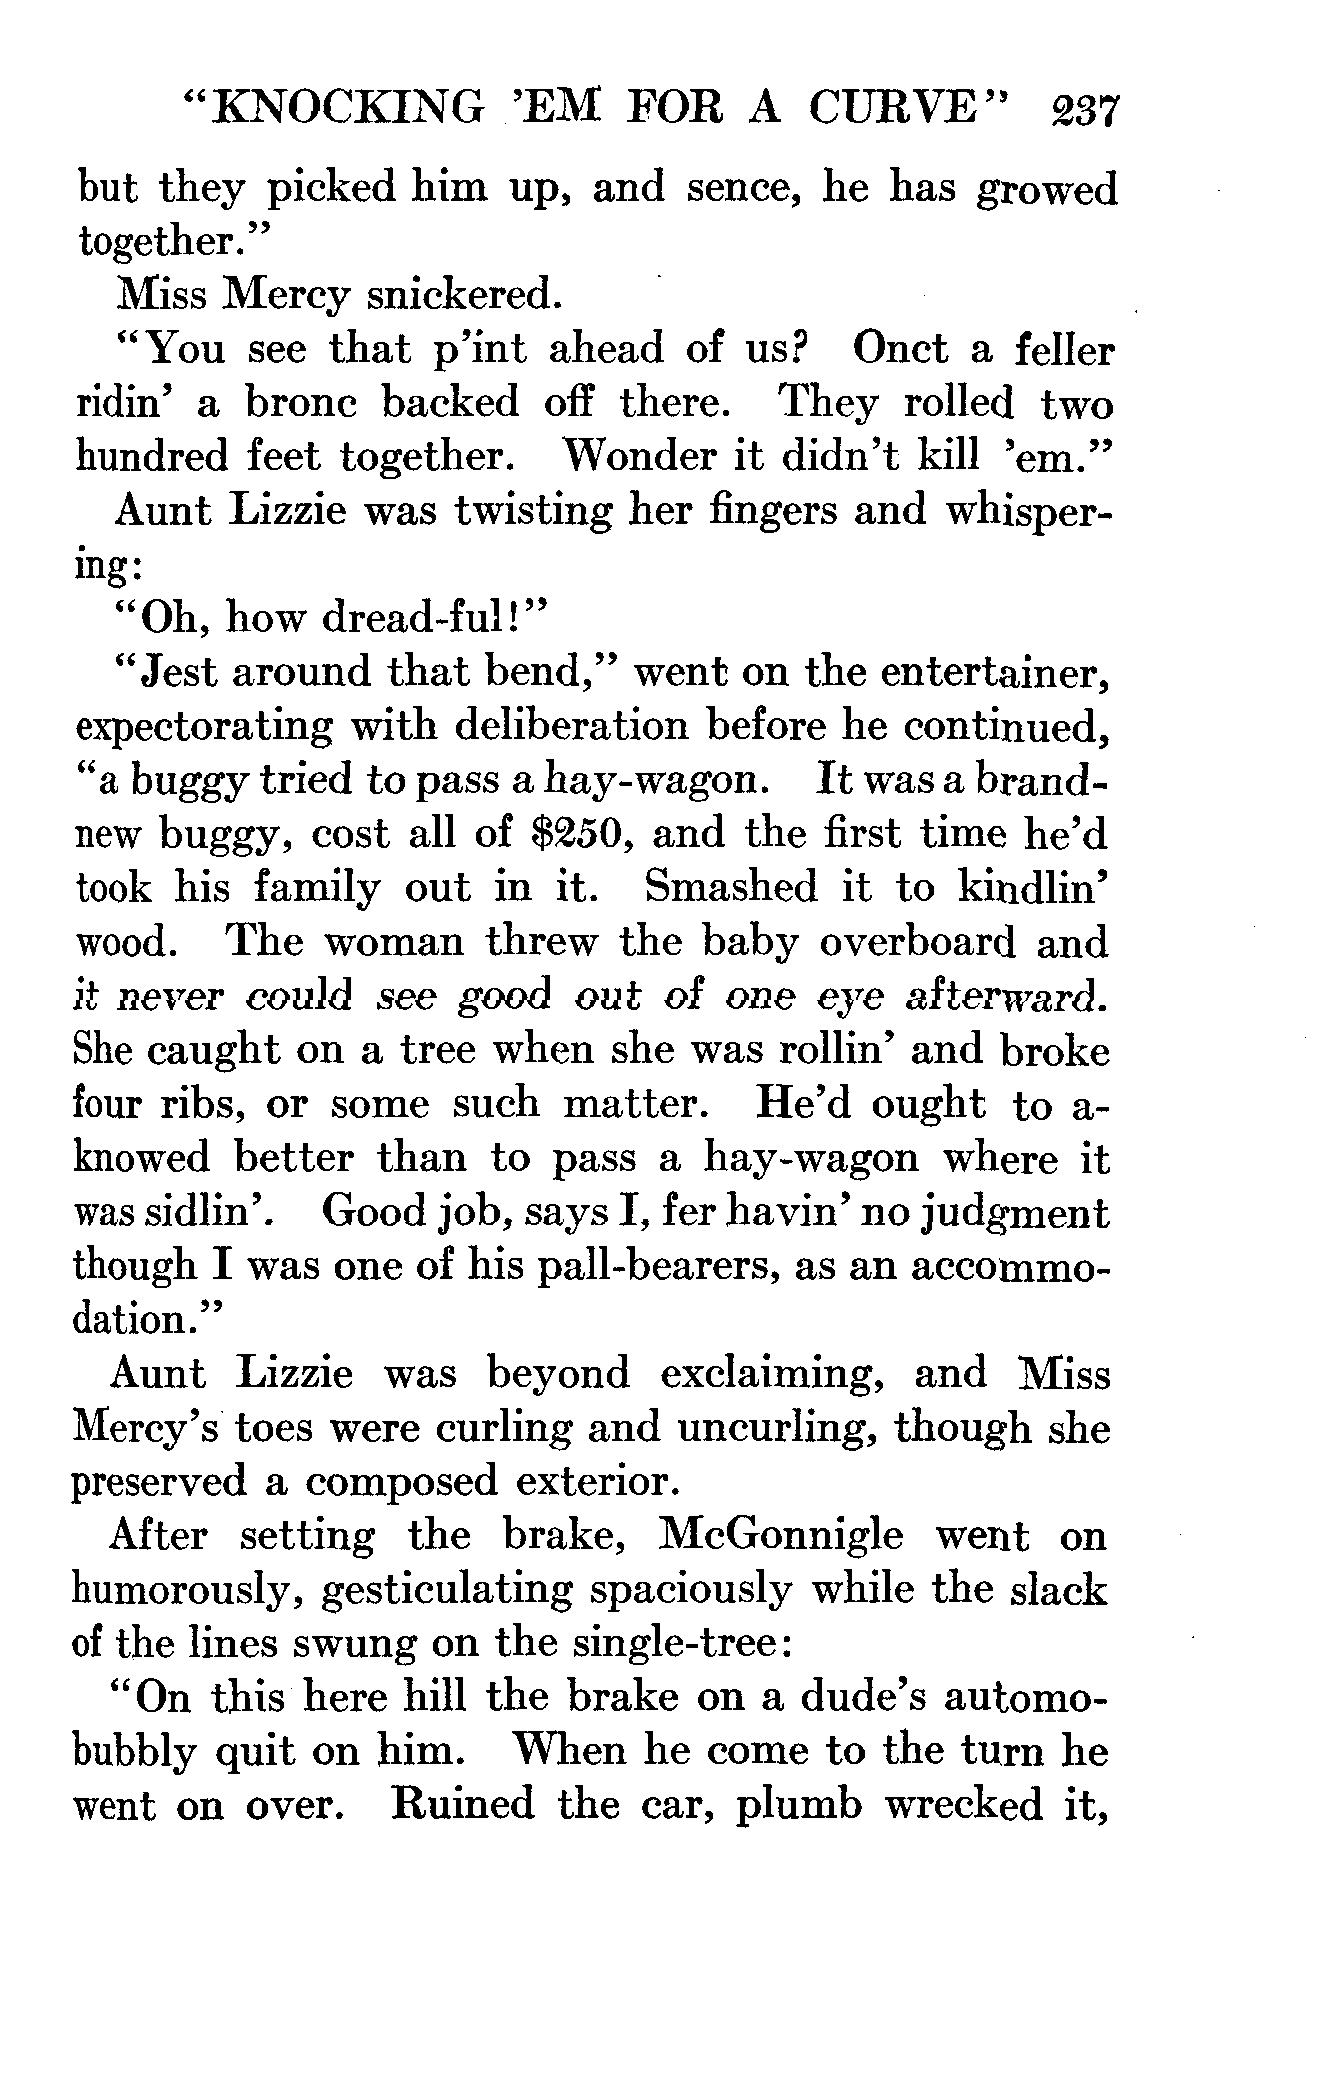 “KNOCKING ’EM FOR A CURVE” 237
but they picked him up, and sence, he has growed
together.”
Miss Mercy snickered.
“You see that p’int ahead of us? Onct a feller
ridin’ a bronc backed off there. They rolled two
hundred feet together. Wonder it didn’t kill ’em.”
Aunt Lizzie was twisting her fingers and whisper-
ing:
“Oh, how dread-ful!”
“Jest around that bend,” went on the entertainer,
expectorating with deliberation before he continued,
“a buggy tried to pass a hay-wagon. It was a brand-
new buggy, cost all of $250, and the first time he’d
took his family out in it. Smashed it to kindlin’
wood. The woman threw the baby overboard and
it never could see good out of one eye afterward.
She caught on a tree when she was rollin’ and broke
four ribs, or some such matter. He’d ought to a-
knowed better than to pass a hay-wagon where it
was sidlin’. Good job, says I, fer havin’ no judgment
though I was one of his pall-bearers, as an accommo-
dation.”
Aunt Lizzie was beyond exclaiming, and Miss
Mercy’s toes were curling and uncurling, though she
preserved a composed exterior.
After setting the brake, McGonnigle went on
humorously, gesticulating spaciously while the slack
of the lines swung on the single-tree:
“On this here hill the brake on a dude’s automo-
bubbly quit on him. When he come to the turn he
went on over. Ruined the car, plumb wrecked it,